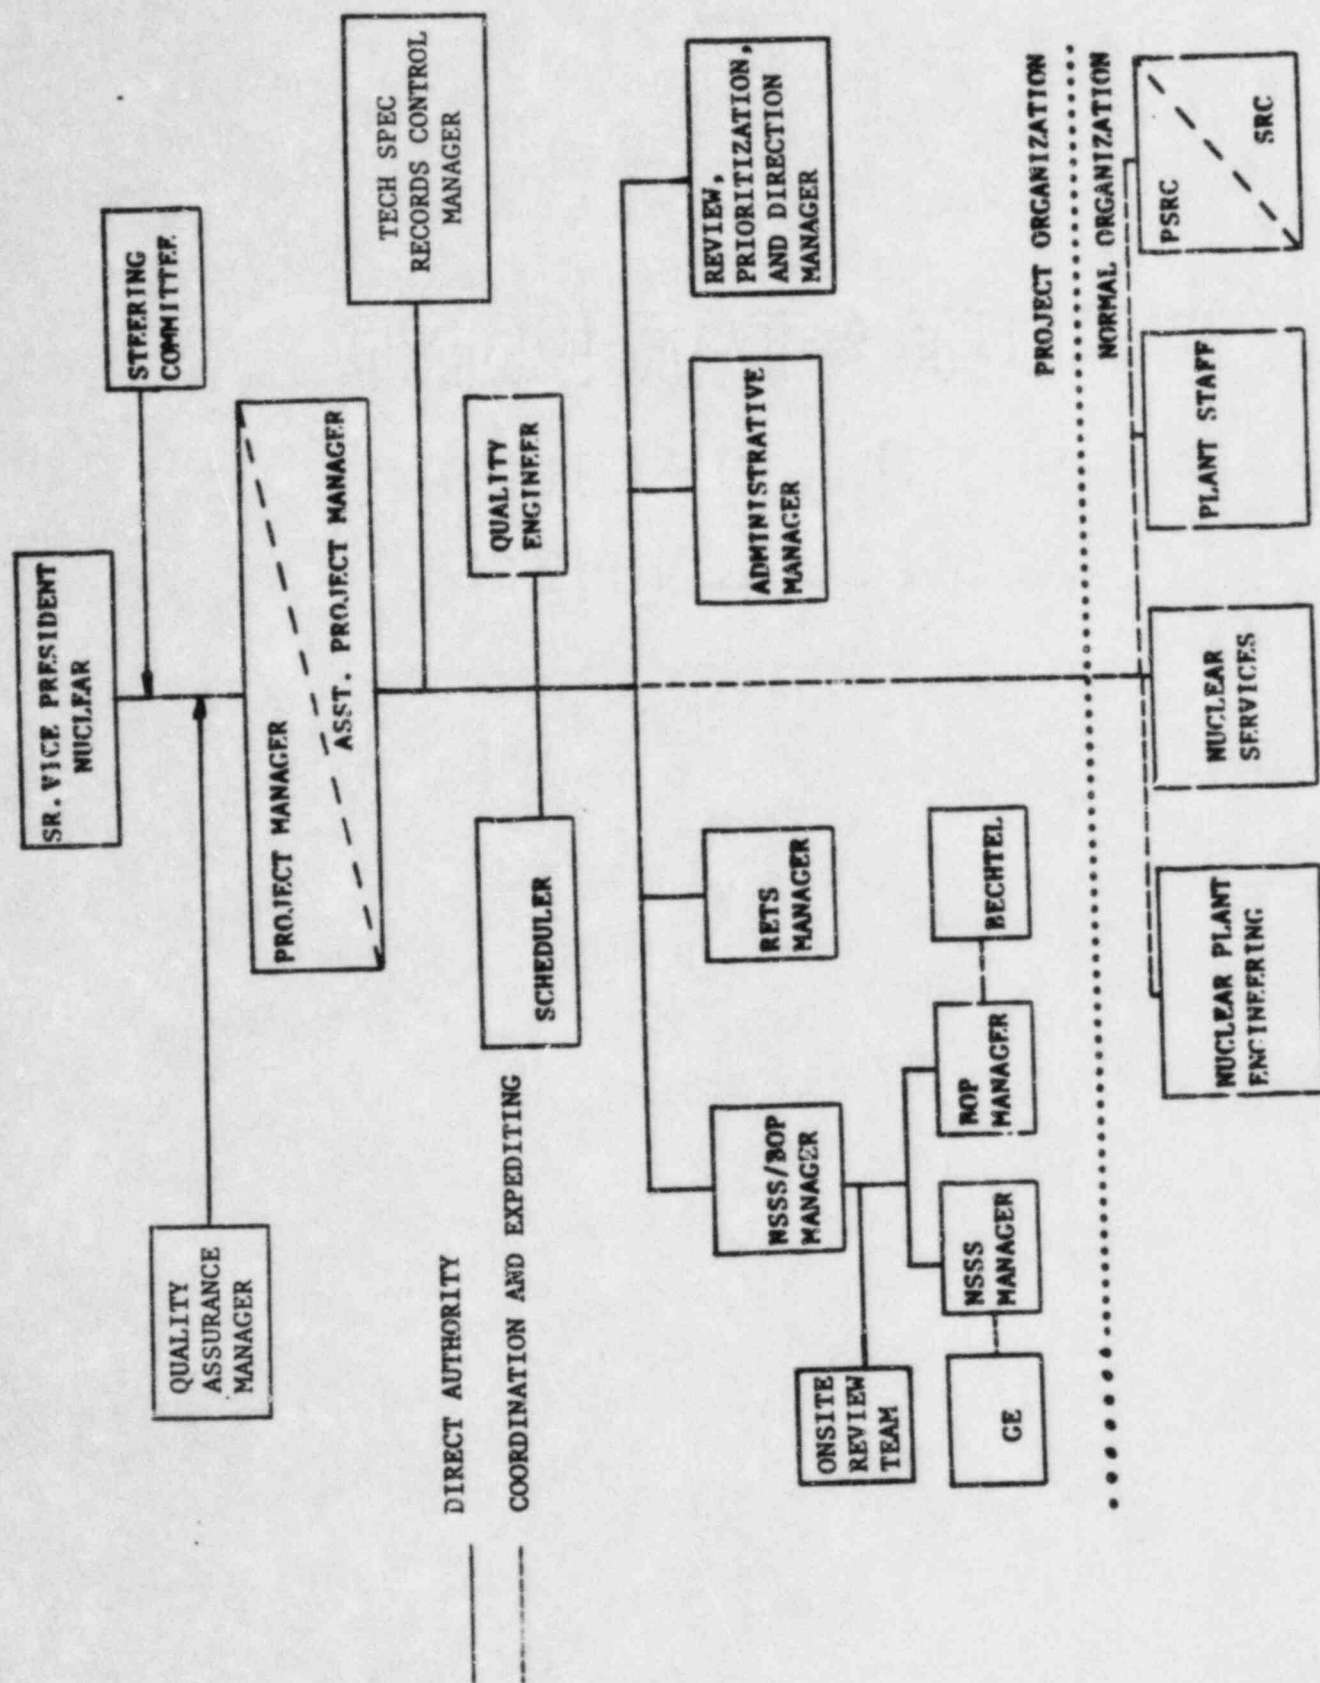 SR. VICE PRESIDENT
NUCLEAR
STEERING
COMMITTEE
QUALITY
ASSURANCE
MANAGER
PROJECT MANAGER
ASST. PROJECT MANAGER
TECH SPEC
RECORDS CONTROL
MANAGER
QUALITY
ENGINEER
SCHEDULER
DIRECT AUTHORITY
COORDINATION AND EXPEDITING
NSSS/BOP
MANAGER
RETS
MANAGER
ADMINISTRATIVE
MANAGER
REVIEW,
PRIORITIZATION,
AND DIRECTION
MANAGER
ONSITE
REVIEW
TEAM
GE
NSSS
MANAGER
BOP
MANAGER
BECHTEL
PROJECT ORGANIZATION
NORMAL ORGANIZATION
NUCLEAR PLANT
ENGINEERING
NUCLEAR
SERVICES
PLANT STAFF
PSRC
SRC